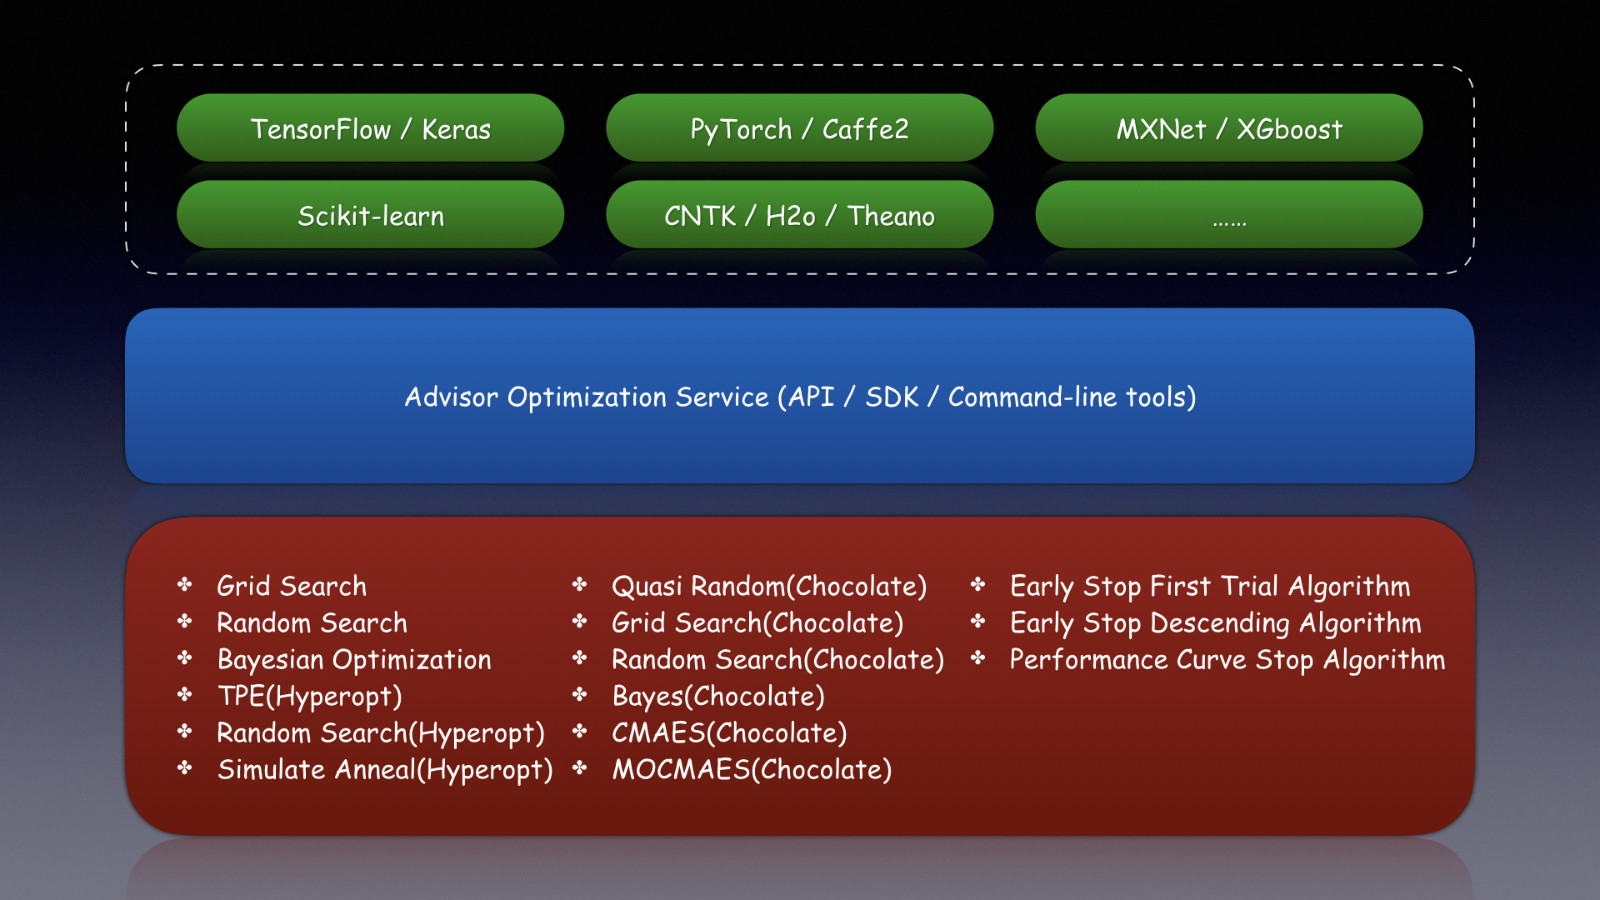 TensorFlow / Keras
PyTorch / Caffe2
MXNet / XGboost
Scikit-learn
CNTK / H2o / Theano
......
Advisor Optimization Service (API / SDK / Command-line tools)
Grid Search
Random Search
Bayesian Optimization
TPE(Hyperopt)
Random Search(Hyperopt)
Simulate Anneal(Hyperopt)
Quasi Random(Chocolate)
Grid Search(Chocolate)
Random Search(Chocolate)
Bayes(Chocolate)
CMAES(Chocolate)
MOCMAES(Chocolate)
Early Stop First Trial Algorithm
Early Stop Descending Algorithm
Performance Curve Stop Algorithm